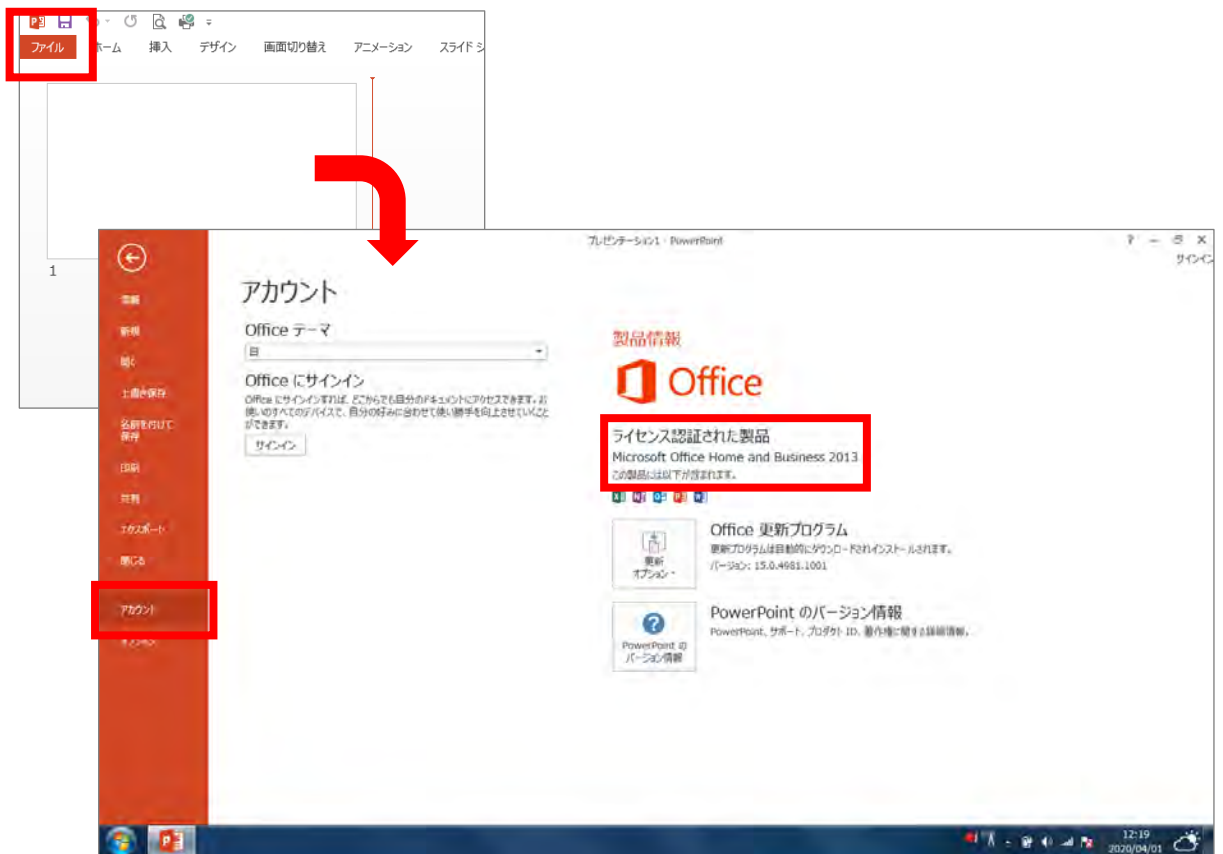 ファイル
ホーム 挿入 デザイン 画面切り替え アニメーション スライド シ
1
プレゼンテーション1 - PowerPoint
? – X
サインイン
情報
新規
開く
上書き保存
名前を付けて
保存
印刷
共有
エクスポート
閉じる
アカウント
オプション
アカウント
Office テーマ
白
Office にサインイン
Office にサインインすれば、どこからでも自分のドキュメントにアクセスできます。お
使いのすべてのデバイスで、自分の好みに合わせて使い勝手を向上させていくこと
ができます。
サインイン
製品情報
Office
ライセンス認証された製品
Microsoft Office Home and Business 2013
この製品には以下が含まれます。
更新
オプション
Office 更新プログラム
更新プログラムは自動的にダウンロードされインストールされます。
バージョン: 15.0.4981.1001
PowerPoint の
バージョン情報
PowerPoint のバージョン情報
PowerPoint、サポート、プロダクト ID、著作権に関する詳細情報。
12:19
2020/04/01